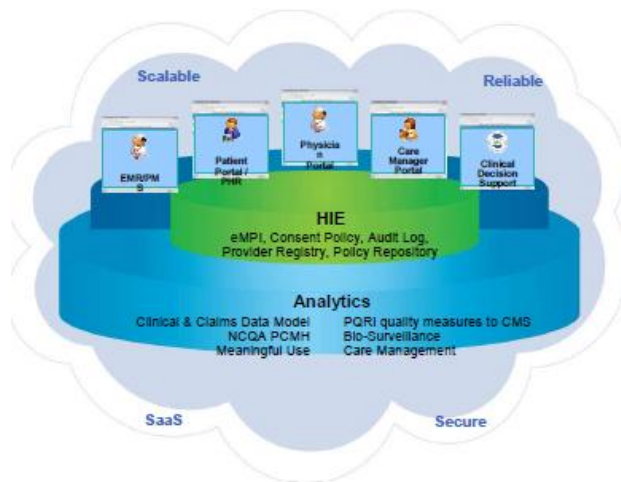 Scalable
Reliable
EMR/PM
S
Patient
Portal /
PHR
Physicia
n
Portal
Care
Manager
Portal
Clinical
Decision
Support
HIE
eMPI, Consent Policy, Audit Log,
Provider Registry, Policy Repository
Analytics
Clinical & Claims Data Model
NCQA PCMH
Meaningful Use
PQRI quality measures to CMS
Bio-Surveillance
Care Management
SaaS
Secure